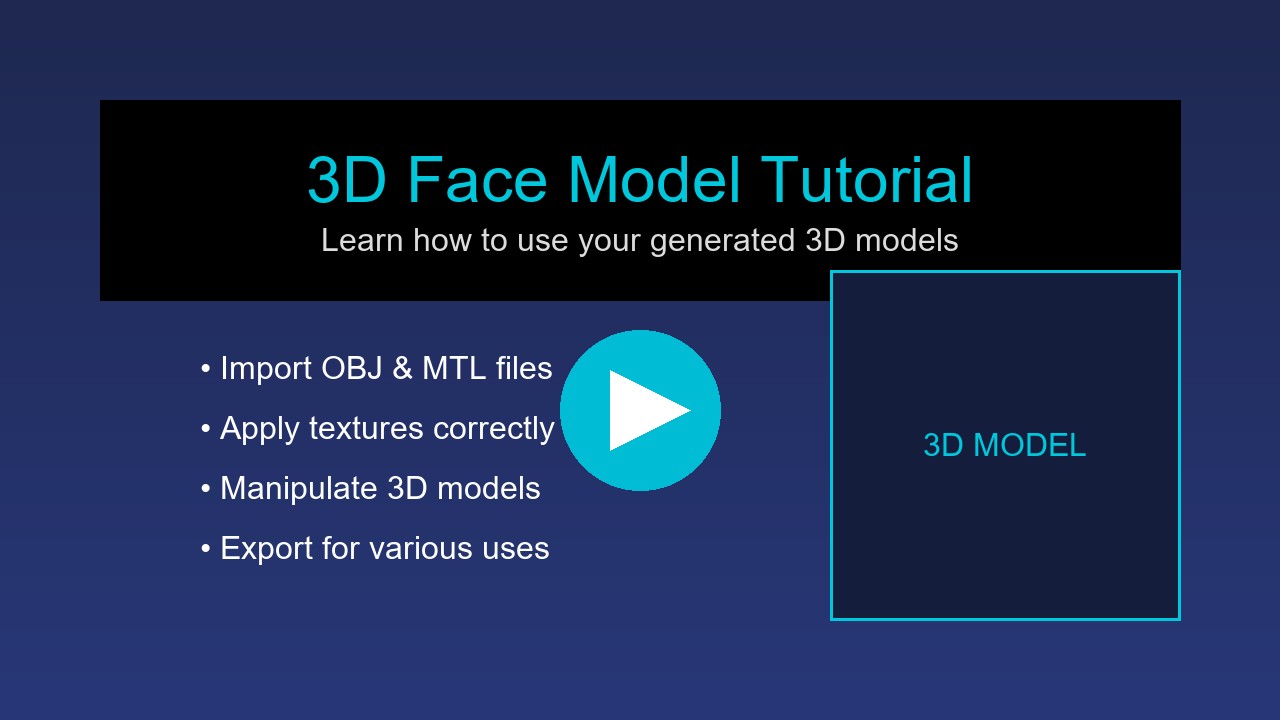 3D Face Model Tutorial
Learn how to use your generated 3D models
• Import OBJ & MTL files
• Apply textures correctly
• Manipulate 3D models
• Export for various uses
3D MODEL